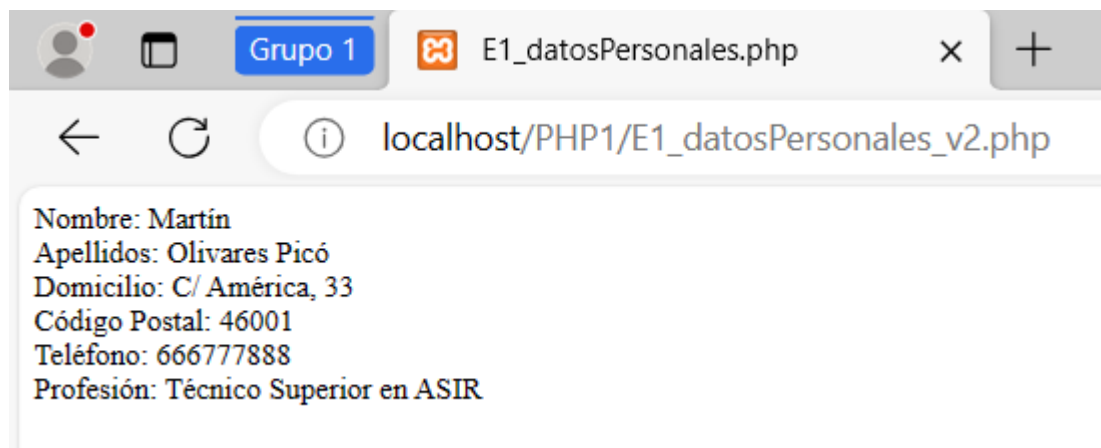 Grupo 1
E1_datosPersonales.php
localhost/PHP1/E1_datosPersonales_v2.php
Nombre: Martín
Apellidos: Olivares Picó
Domicilio: C/ América, 33
Código Postal: 46001
Teléfono: 666777888
Profesión: Técnico Superior en ASIR